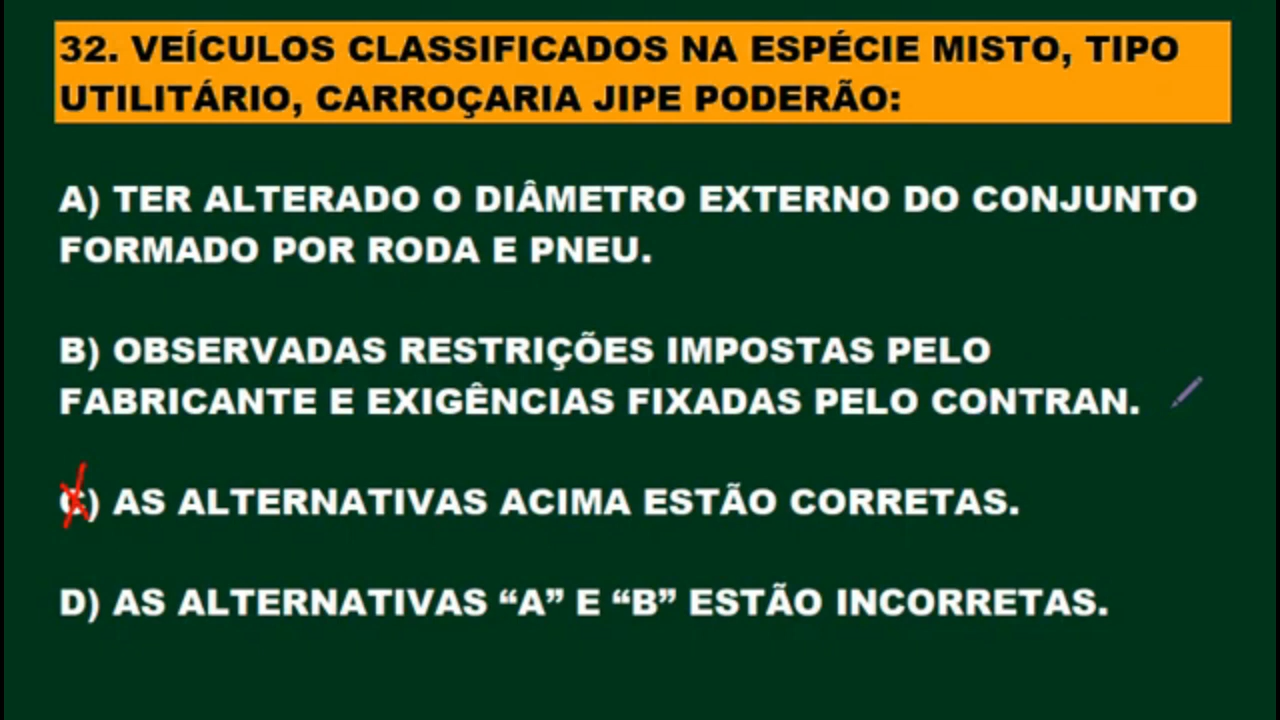 32. VEÍCULOS CLASSIFICADOS NA ESPÉCIE MISTO, TIPO
UTILITÁRIO, CARROÇARIA JIPE PODERÃO:
A) TER ALTERADO O DIÂMETRO EXTERNO DO CONJUNTO
FORMADO POR RODA E PNEU.
B) OBSERVADAS RESTRIÇÕES IMPOSTAS PELO
FABRICANTE E EXIGÊNCIAS FIXADAS PELO CONTRAN.
C) AS ALTERNATIVAS ACIMA ESTÃO CORRETAS.
D) AS ALTERNATIVAS “A” E “B” ESTÃO INCORRETAS.